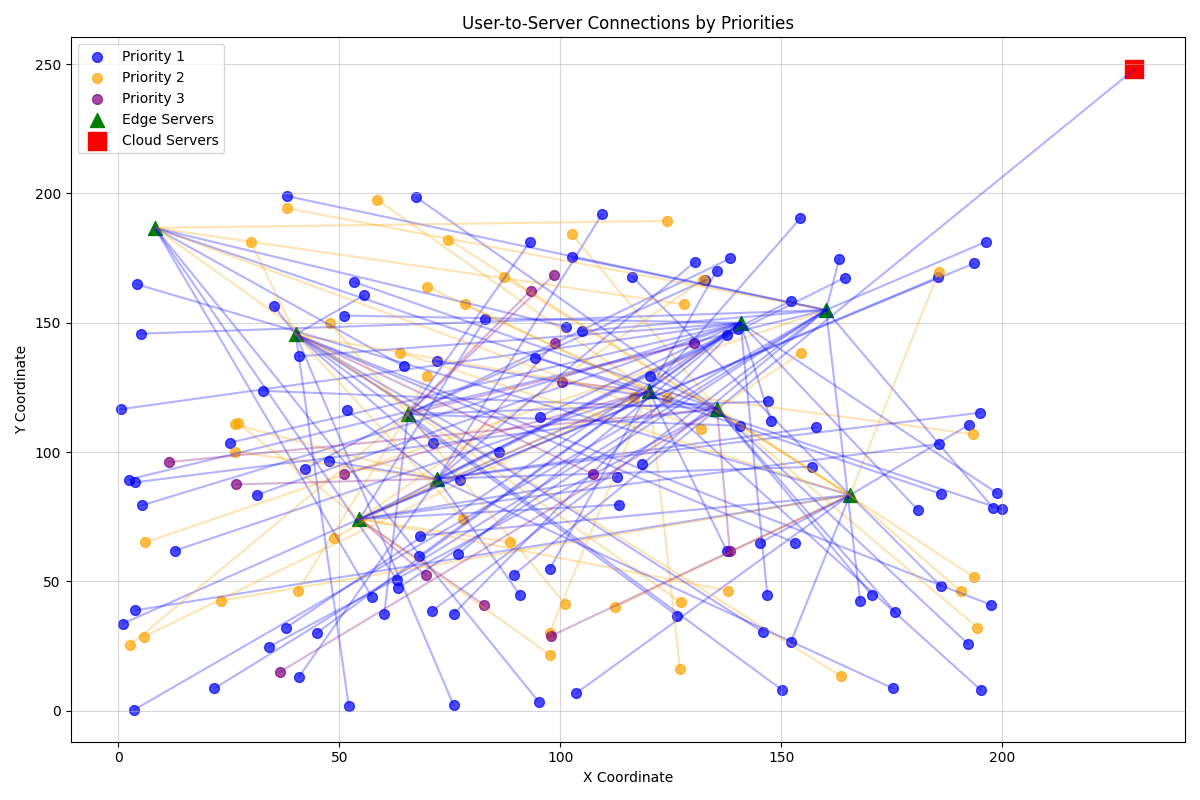 User-to-Server Connections by Priorities
Priority 1
Priority 2
Priority 3
Edge Servers
Cloud Servers
Y Coordinate
250
200
150
100
50
0
0 50 100 150 200
X Coordinate